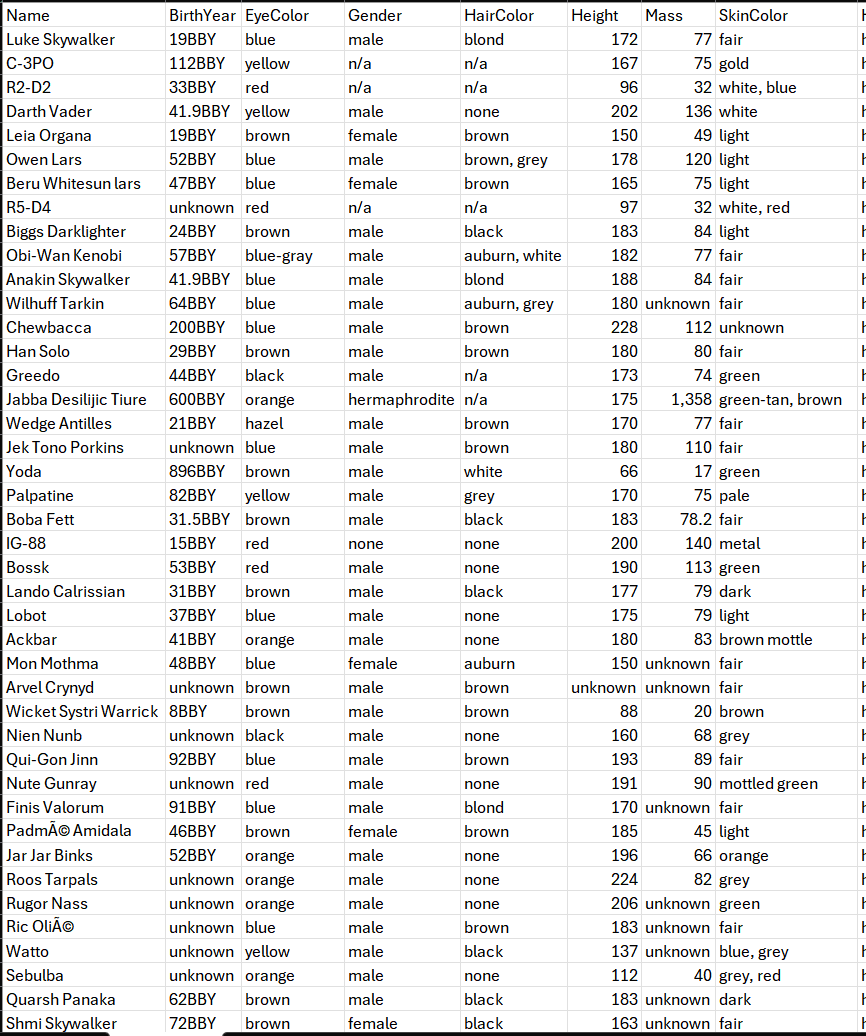 Name BirthYear EyeColor Gender HairColor Height Mass SkinColor
Luke Skywalker 19BBY blue male blond 172 77 fair
C-3PO 112BBY yellow n/a n/a 167 75 gold
R2-D2 33BBY red n/a n/a 96 32 white, blue
Darth Vader 41.9BBY yellow male none 202 136 white
Leia Organa 19BBY brown female brown 150 49 light
Owen Lars 52BBY blue male brown, grey 178 120 light
Beru Whitesun lars 47BBY blue female brown 165 75 light
R5-D4 unknown red n/a n/a 97 32 white, red
Biggs Darklighter 24BBY brown male black 183 84 light
Obi-Wan Kenobi 57BBY blue-gray male auburn, white 182 77 fair
Anakin Skywalker 41.9BBY blue male blond 188 84 fair
Wilhuff Tarkin 64BBY blue male auburn, grey 180 unknown fair
Chewbacca 200BBY blue male brown 228 112 unknown
Han Solo 29BBY brown male brown 180 80 fair
Greedo 44BBY black male n/a 173 74 green
Jabba Desilijic Tiure 600BBY orange hermaphrodite n/a 175 1,358 green-tan, brown
Wedge Antilles 21BBY hazel male brown 170 77 fair
Jek Tono Porkins unknown blue male brown 180 110 fair
Yoda 896BBY brown male white 66 17 green
Palpatine 82BBY yellow male grey 170 75 pale
Boba Fett 31.5BBY brown male black 183 78.2 fair
IG-88 15BBY red none none 200 140 metal
Bossk 53BBY red male none 190 113 green
Lando Calrissian 31BBY brown male black 177 79 dark
Lobot 37BBY blue male none 175 79 light
Ackbar 41BBY orange male none 180 83 brown mottle
Mon Mothma 48BBY blue female auburn 150 unknown fair
Arvel Crynyd unknown brown male brown unknown unknown fair
Wicket Systri Warrick 8BBY brown male brown 88 20 brown
Nien Nunb unknown black male none 160 68 grey
Qui-Gon Jinn 92BBY blue male brown 193 89 fair
Nute Gunray unknown red male none 191 90 mottled green
Finis Valorum 91BBY blue male blond 170 unknown fair
PadmÃ© Amidala 46BBY brown female brown 185 45 light
Jar Jar Binks 52BBY orange male none 196 66 orange
Roos Tarpals unknown orange male none 224 82 grey
Rugor Nass unknown orange male none 206 unknown green
Ric OliÃ© unknown blue male brown 183 unknown fair
Watto unknown yellow male black 137 unknown blue, grey
Sebulba unknown orange male none 112 40 grey, red
Quarsh Panaka 62BBY brown male black 183 unknown dark
Shmi Skywalker 72BBY brown female black 163 unknown fair